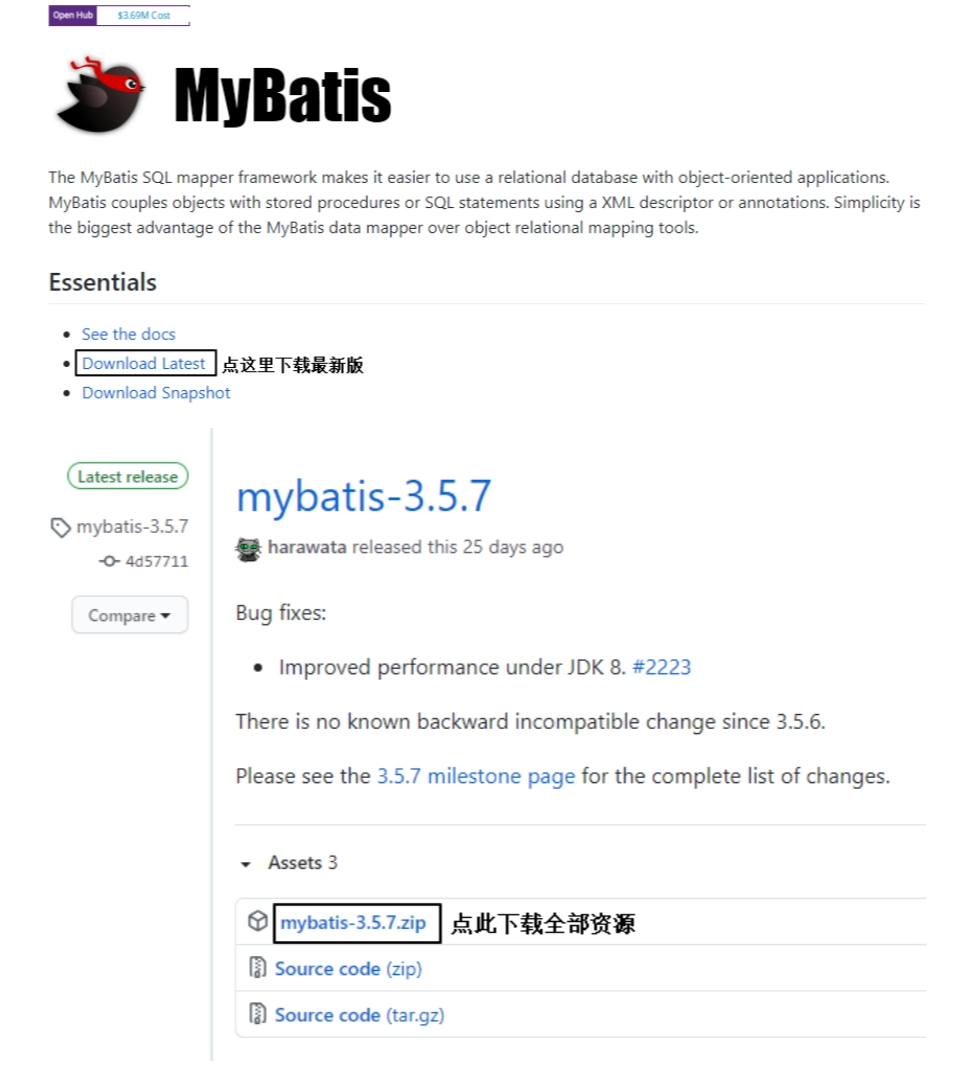 Open Hub $3.69M Cost
MyBatis
The MyBatis SQL mapper framework makes it easier to use a relational database with object-oriented applications.
MyBatis couples objects with stored procedures or SQL statements using a XML descriptor or annotations. Simplicity is
the biggest advantage of the MyBatis data mapper over object relational mapping tools.
Essentials
See the docs
Download Latest 点这里下载最新版
Download Snapshot
Latest release
mybatis-3.5.7
4d57711
Compare
mybatis-3.5.7
harawata released this 25 days ago
Bug fixes:
Improved performance under JDK 8. #2223
There is no known backward incompatible change since 3.5.6.
Please see the 3.5.7 milestone page for the complete list of changes.
Assets 3
mybatis-3.5.7.zip 点此下载全部资源
Source code (zip)
Source code (tar.gz)